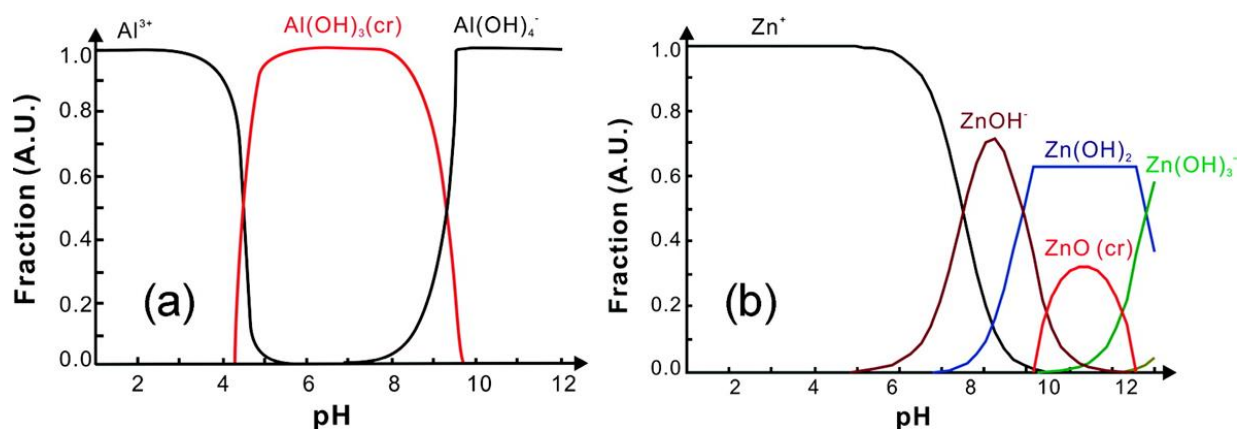 Al³⁺ Al(OH)₃(cr) Al(OH)₄⁻
1.0
0.8
0.6
0.4
0.2
0.0
Fraction (A.U.)
(a)
2 4 6 8 10 12
pH
Zn⁺
1.0
0.8
0.6
0.4
0.2
0.0
Fraction (A.U.)
ZnOH⁻
Zn(OH)₂
Zn(OH)₃⁻
ZnO (cr)
(b)
2 4 6 8 10 12
pH